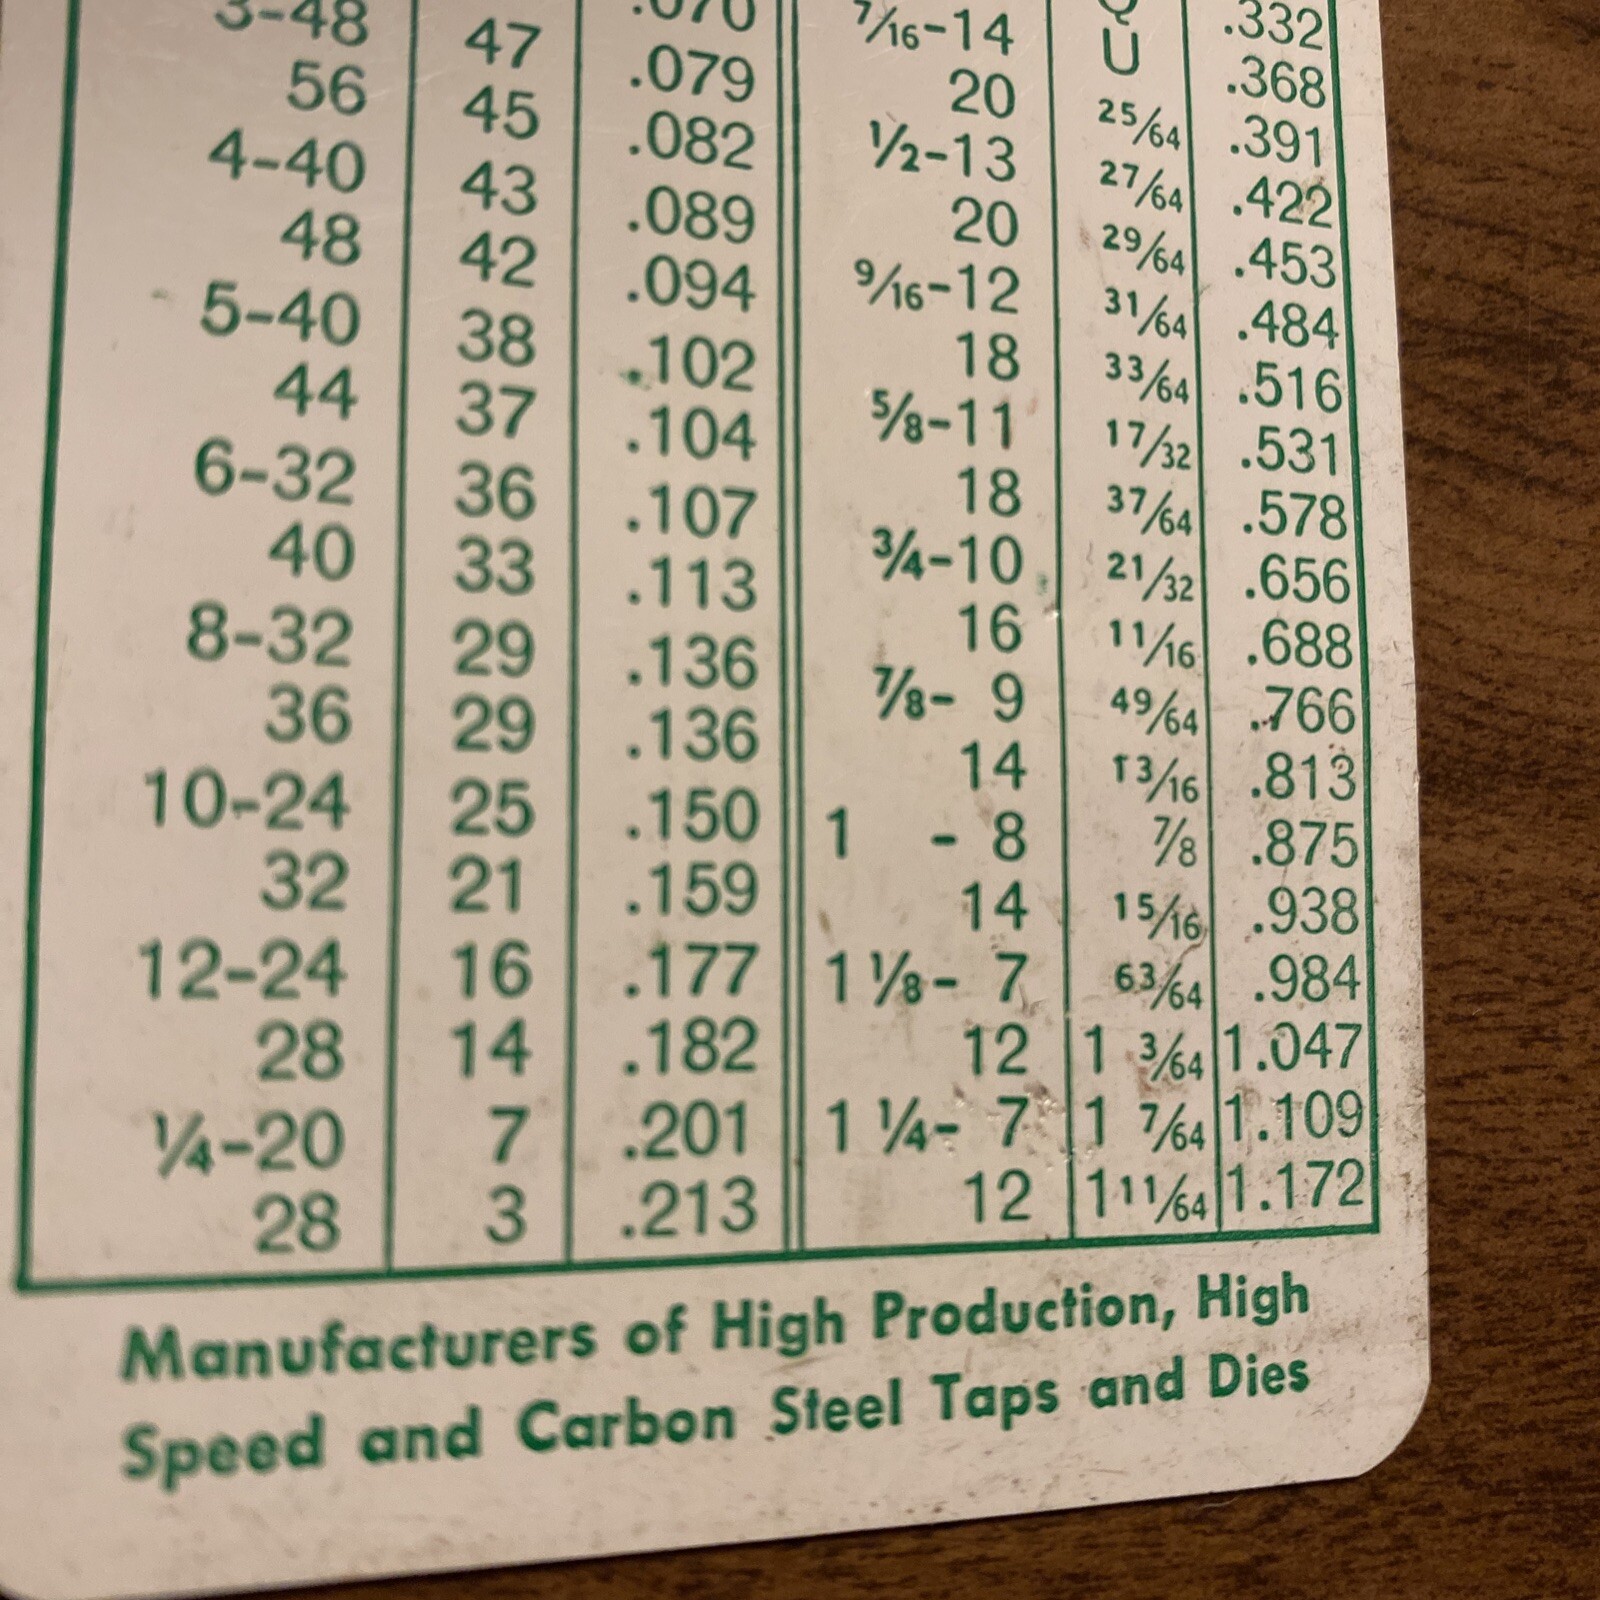 .332
7/16-14 U .368
.070 20 25/64 .391
3-48 47 .079 1/2-13 27/64 .422
56 45 .082 20 29/64 .453
4-40 43 .089 9/16-12 31/64 .484
48 42 .094 18 33/64 .516
5-40 38 .102 5/8-11 17/32 .531
44 37 .104 18 37/64 .578
6-32 36 .107 3/4-10 21/32 .656
40 33 .113 16 11/16 .688
8-32 29 .136 7/8- 9 49/64 .766
36 29 .136 14 13/16 .813
10-24 25 .150 1 - 8 7/8 .875
32 21 .159 14 15/16 .938
12-24 16 .177 1 1/8- 7 63/64 .984
28 14 .182 12 1 3/64 1.047
1/4-20 7 .201 1 1/4- 7 1 7/64 1.109
28 3 .213 12 1 11/64 1.172
Manufacturers of High Production, High
Speed and Carbon Steel Taps and Dies